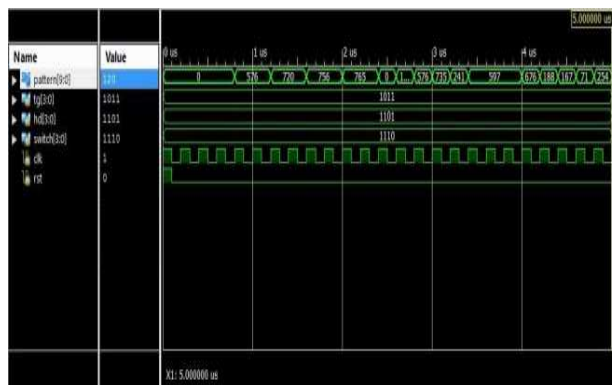 5.000000 us
Name Value 0 us 1 us 2 us 3 us 4 us
pattern[9:0] 120 0 576 720 756 765 0 1... 576 735 241 597 676 188 167 71 254
tg[3:0] 1011 1011
hd[3:0] 1101 1101
switch[3:0] 1110 1110
clk 1
rst 0
X1: 5.000000 us